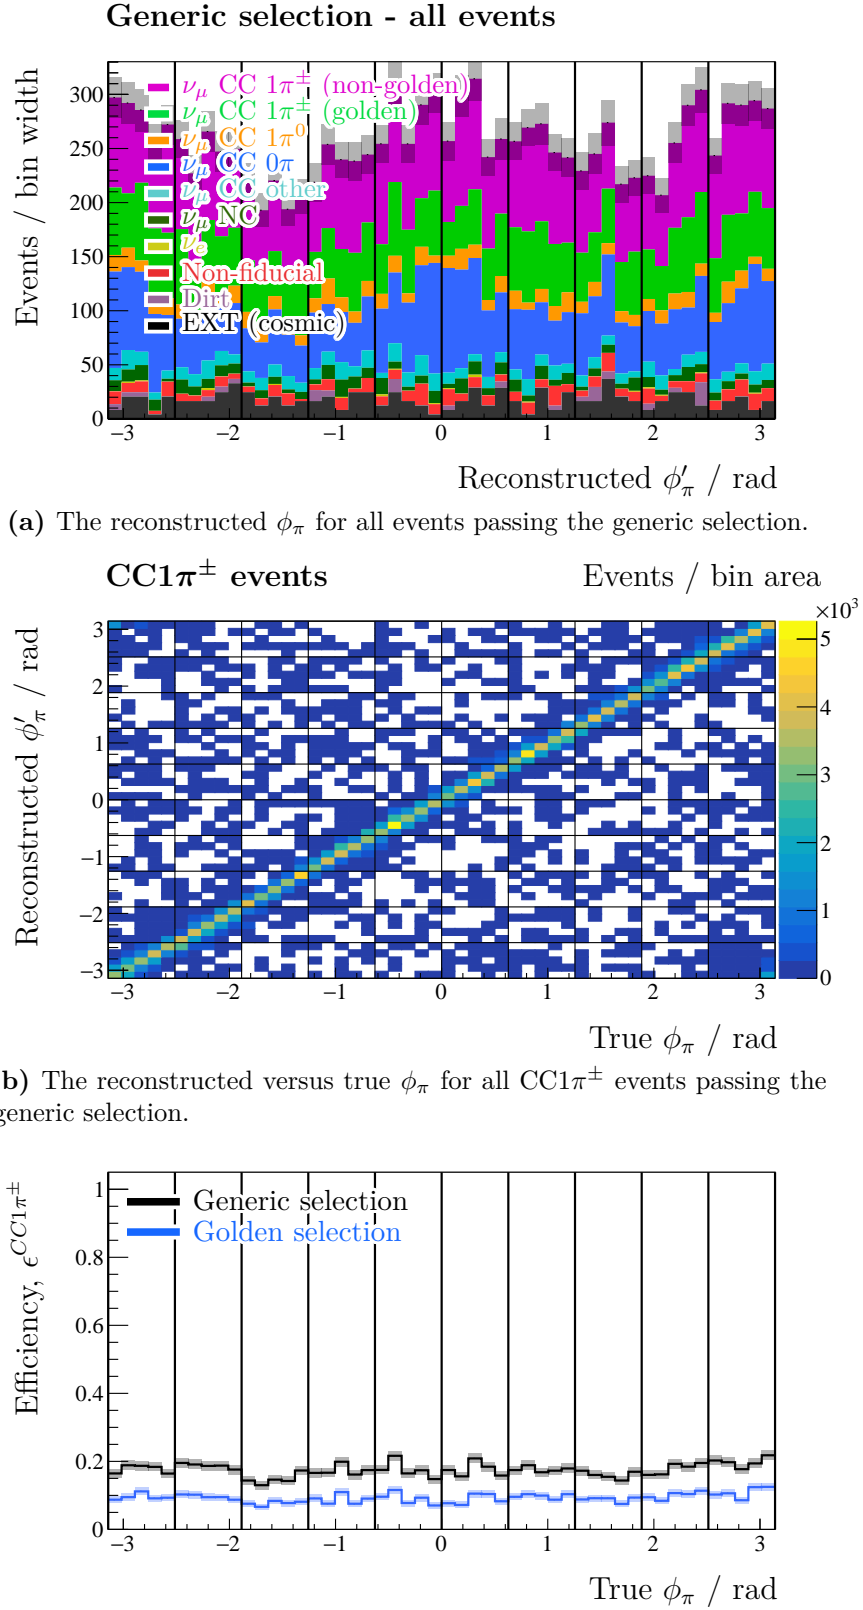 Generic selection - all events
Events / bin width
300
250
200
150
100
50
0
νμ CC 1π± (non-golden)
νμ CC 1π± (golden)
νμ CC 1π⁰
νμ CC 0π
νμ CC other
νμ NC
νe
Non-fiducial
Dirt
EXT (cosmic)
−3 −2 −1 0 1 2 3
Reconstructed ϕ′π / rad
(a) The reconstructed ϕπ for all events passing the generic selection.
CC1π± events
Events / bin area
×10³
Reconstructed ϕ′π / rad
3
2
1
0
−1
−2
−3
5
4
3
2
1
0
−3 −2 −1 0 1 2 3
True ϕπ / rad
b) The reconstructed versus true ϕπ for all CC1π± events passing the
generic selection.
Efficiency, ϵ^CC1π±
1
0.8
0.6
0.4
0.2
0
Generic selection
Golden selection
−3 −2 −1 0 1 2 3
True ϕπ / rad